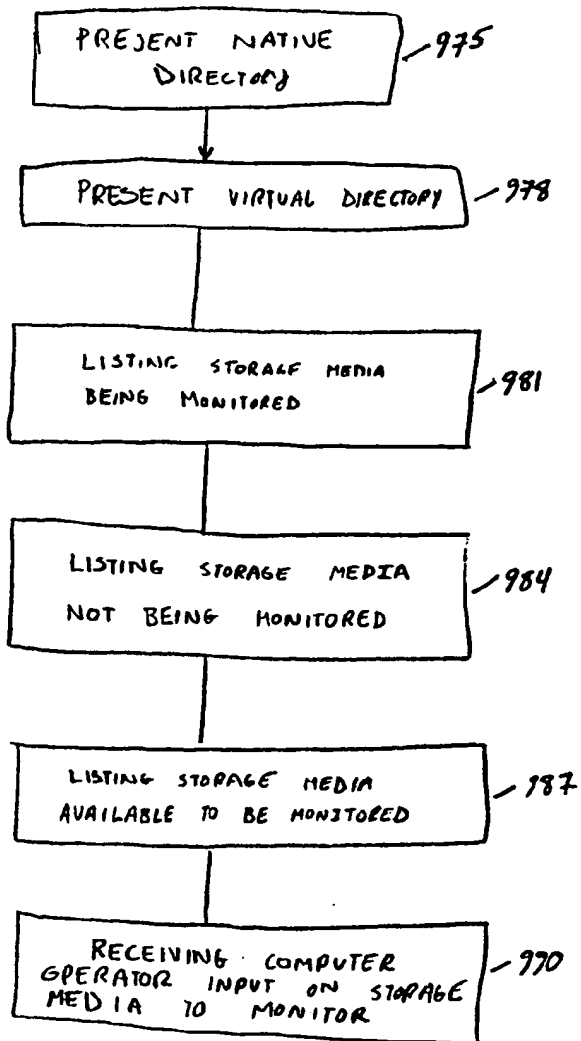 PRESENT NATIVE
DIRECTORY
975
PRESENT VIRTUAL DIRECTORY
978
LISTING STORAGE MEDIA
BEING MONITORED
981
LISTING STORAGE MEDIA
NOT BEING MONITORED
984
LISTING STORAGE MEDIA
AVAILABLE TO BE MONITORED
987
RECEIVING COMPUTER
OPERATOR INPUT ON STORAGE
MEDIA TO MONITOR
990